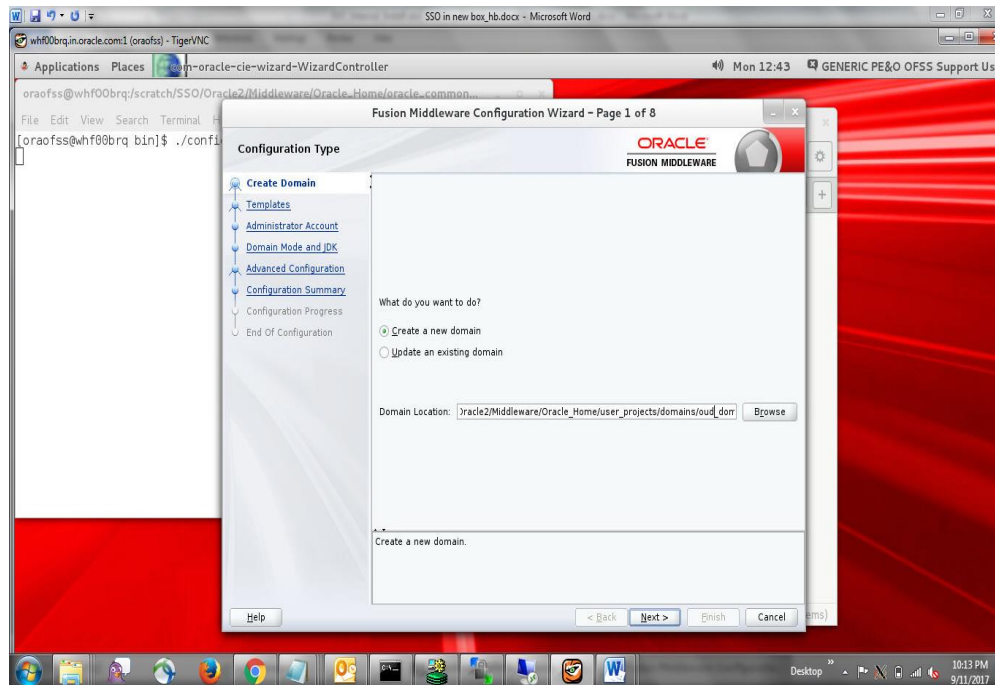 SSO in new box_hb.docx - Microsoft Word
whf00brq.in.oracle.com:1 (oraofss) - TigerVNC
Applications Places com-oracle-cie-wizard-WizardController Mon 12:43 GENERIC PE&O OFSS Support Us
oraofss@whf00brq:/scratch/SSO/Oracle2/Middleware/Oracle_Home/oracle_common...
File Edit View Search Terminal H
[oraofss@whf00brq bin]$ ./confi
Fusion Middleware Configuration Wizard - Page 1 of 8
Configuration Type
ORACLE
FUSION MIDDLEWARE
Create Domain
Templates
Administrator Account
Domain Mode and JDK
Advanced Configuration
Configuration Summary
Configuration Progress
End Of Configuration
What do you want to do?
Create a new domain
Update an existing domain
Domain Location: Oracle2/Middleware/Oracle_Home/user_projects/domains/oud_dom Browse
Create a new domain.
Help < Back Next > Finish Cancel
ems)
Desktop
10:13 PM
9/11/2017